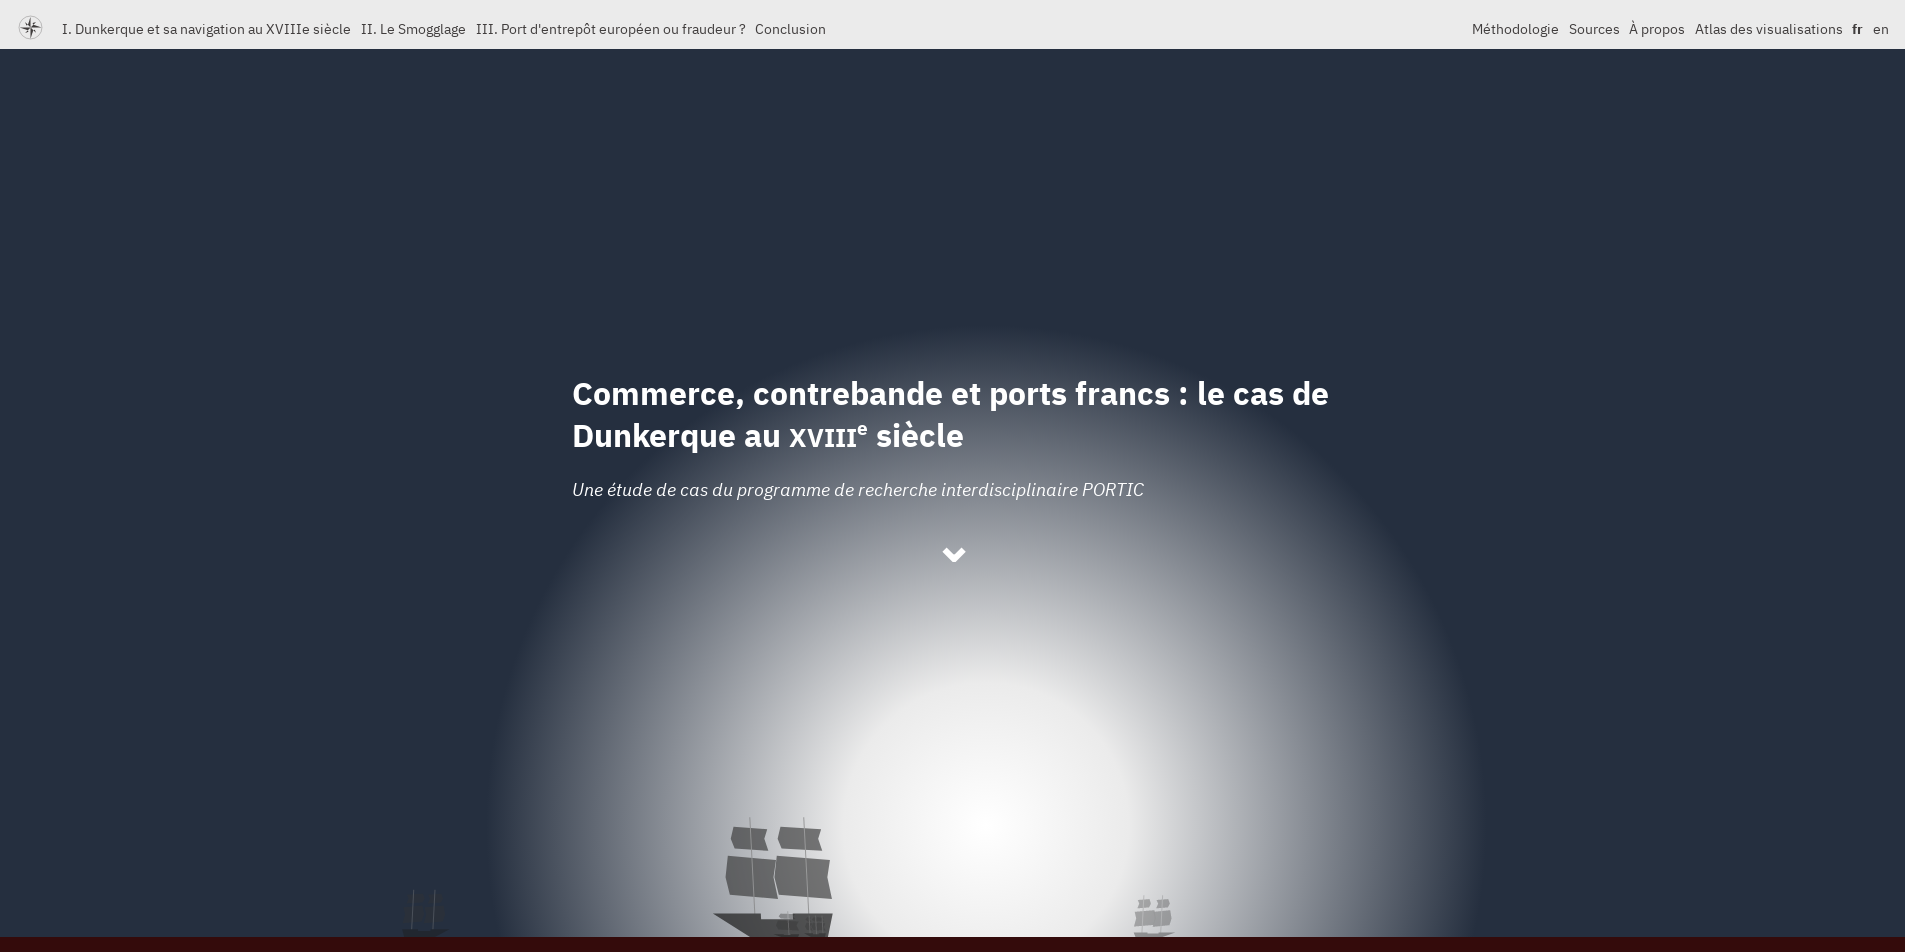 I. Dunkerque et sa navigation au XVIIIe siècle II. Le Smogglage III. Port d'entrepôt européen ou fraudeur ? Conclusion Méthodologie Sources À propos Atlas des visualisations fr en
Commerce, contrebande et ports francs : le cas de
Dunkerque au XVIIIe siècle
Une étude de cas du programme de recherche interdisciplinaire PORTIC